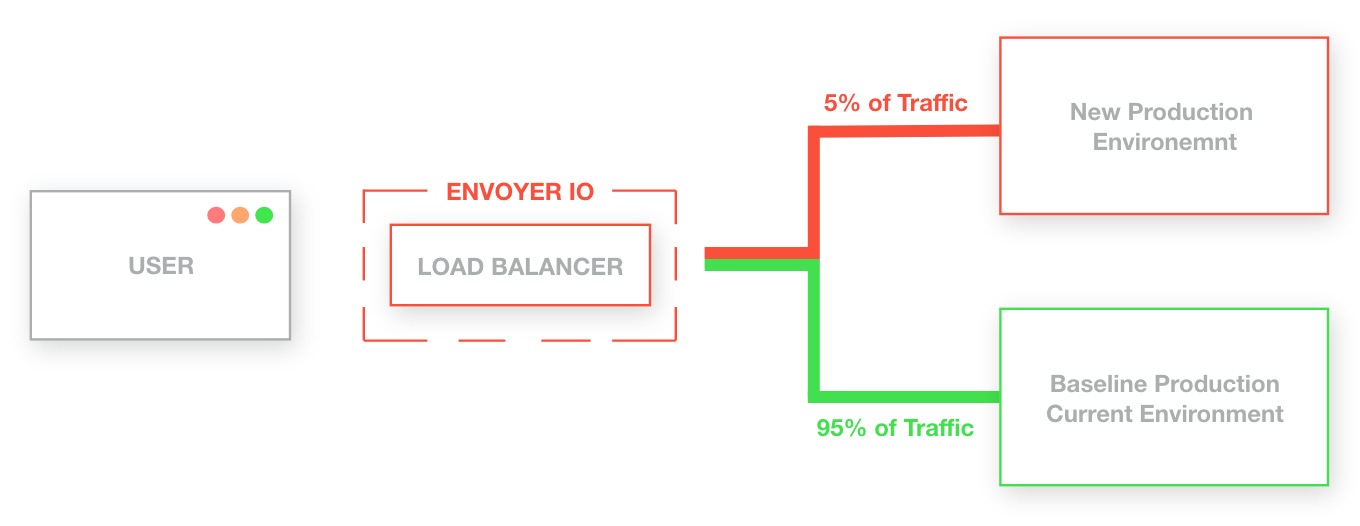 USER
ENVOYER IO
LOAD BALANCER
5% of Traffic
95% of Traffic
New Production
Environemnt
Baseline Production
Current Environment